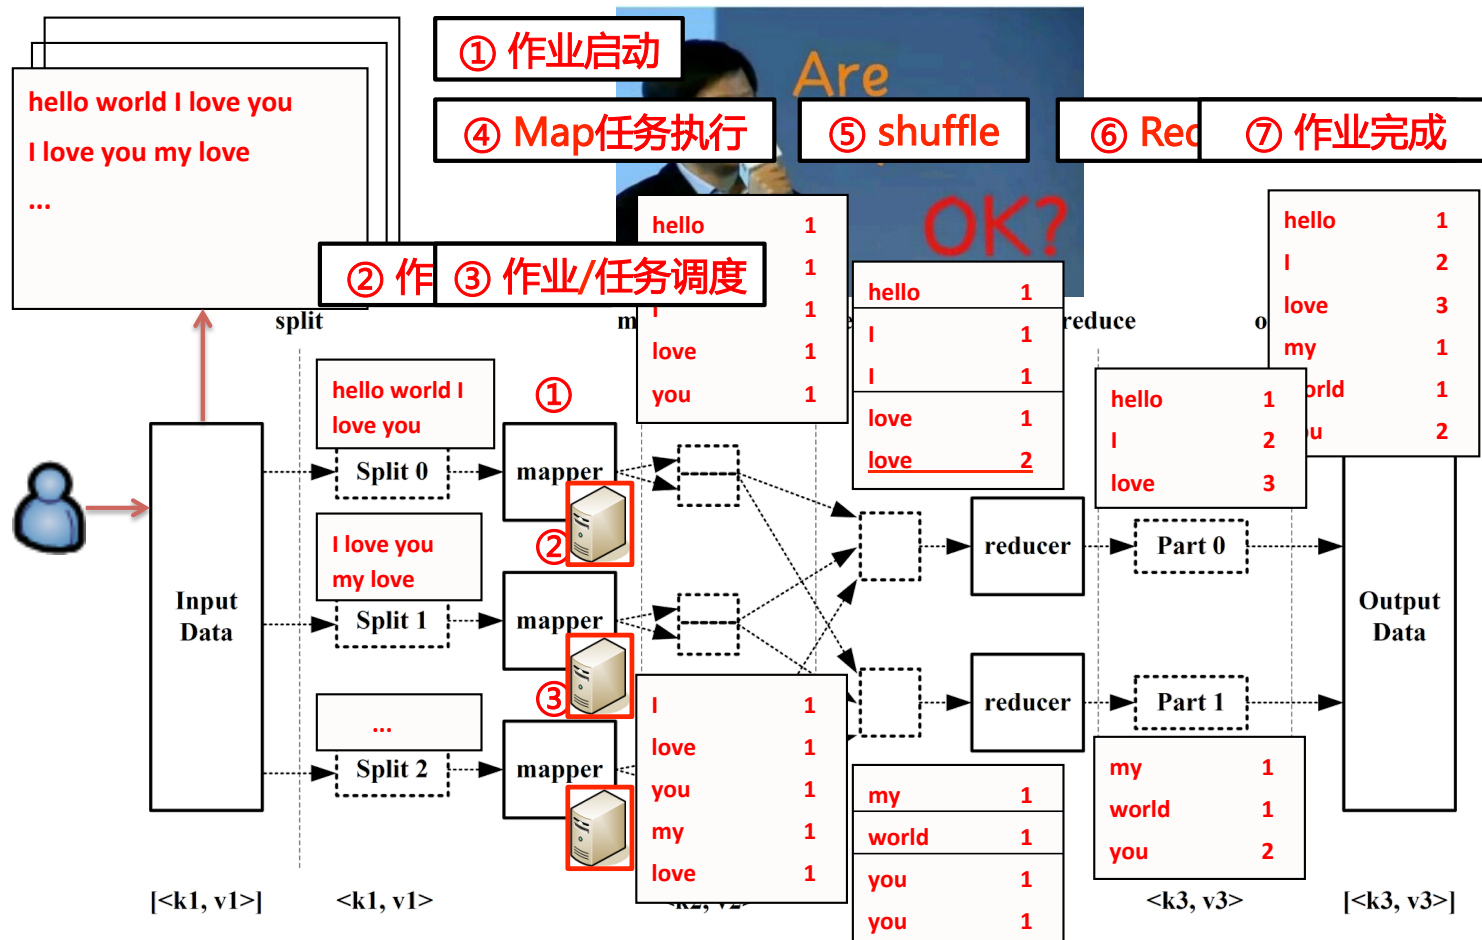 ① 作业启动
Are
④ Map任务执行
⑤ shuffle
⑥ Rec
⑦ 作业完成
OK?
hello world I love you
I love you my love
...
② 作
③ 作业/任务调度
split
m
reduce
o
hello 1
1
I 1
love 1
you 1
hello 1
I 1
I 1
love 1
love 2
hello 1
I 2
love 3
my 1
orld 1
u 2
hello 1
I 2
love 3
hello world I
love you
①
Split 0
mapper
I love you
my love
②
Split 1
mapper
...
③
Split 2
mapper
Input
Data
reducer
Part 0
reducer
Part 1
Output
Data
I 1
love 1
you 1
my 1
love 1
my 1
world 1
you 1
you 1
my 1
world 1
you 2
[<k1, v1>]
<k1, v1>
<k2, v2>
<k3, v3>
[<k3, v3>]